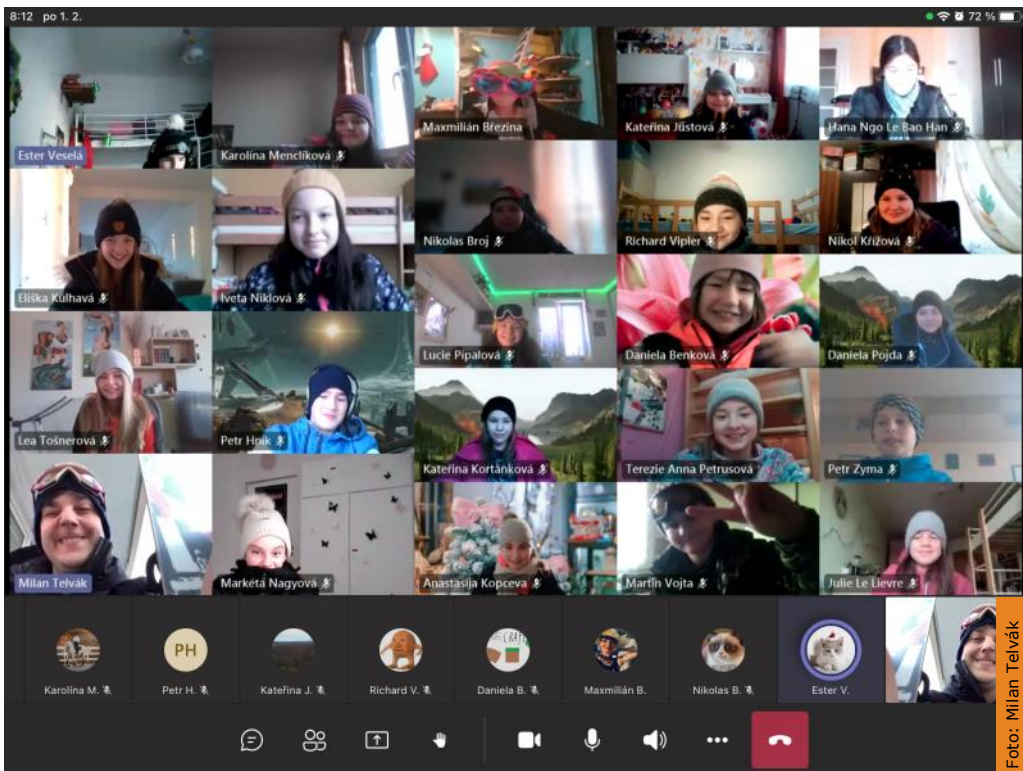 8:12 po 1. 2.
72 %
Ester Veselá
Karolína Menclíková
Maxmilián Březina
Kateřina Jůstová
Hana Ngo Le Bao Han
Eliška Kulhavá
Iveta Niklová
Nikolas Broj
Richard Vipler
Nikol Křížová
Lucie Pípalová
Daniela Benková
Daniela Pojda
Lea Tošnerová
Petr Hník
Kateřina Kortánková
Terezie Anna Petrusová
Petr Zyma
Milan Telvák
Markéta Nagyová
Anastasija Kopceva
Martin Vojta
Julie Le Lievre
PH
Karolína M.
Petr H.
Kateřina J.
Richard V.
Daniela B.
Maxmilián B.
Nikolas B.
Ester V.
Foto: Milan Telvák